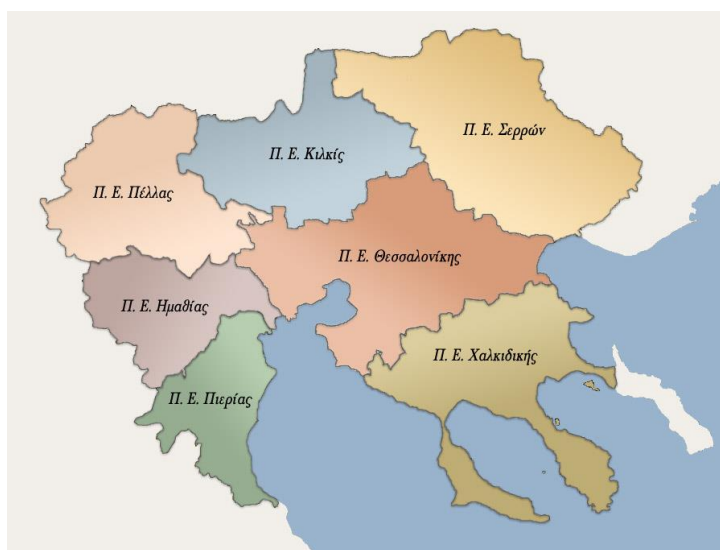 Π. Ε. Σερρών
Π. Ε. Κιλκίς
Π. Ε. Πέλλας
Π. Ε. Θεσσαλονίκης
Π. Ε. Ημαθίας
Π. Ε. Χαλκιδικής
Π. Ε. Πιερίας